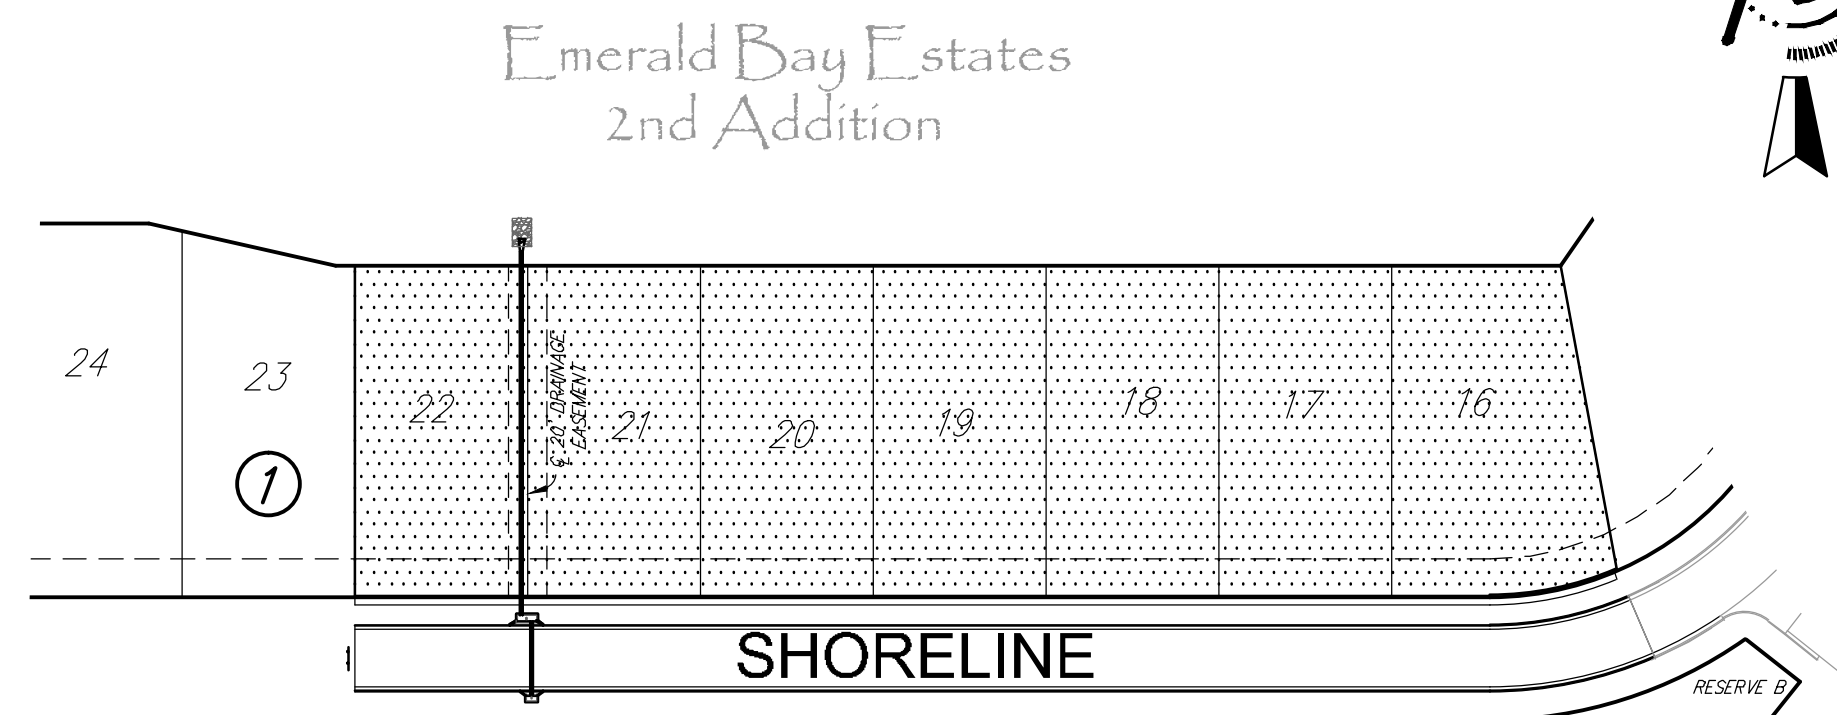 Emerald Bay Estates
2nd Addition
24
23
22
21
20
19
18
17
16
℄ 20' DRAINAGE
EASEMENT
1
SHORELINE
RESERVE B